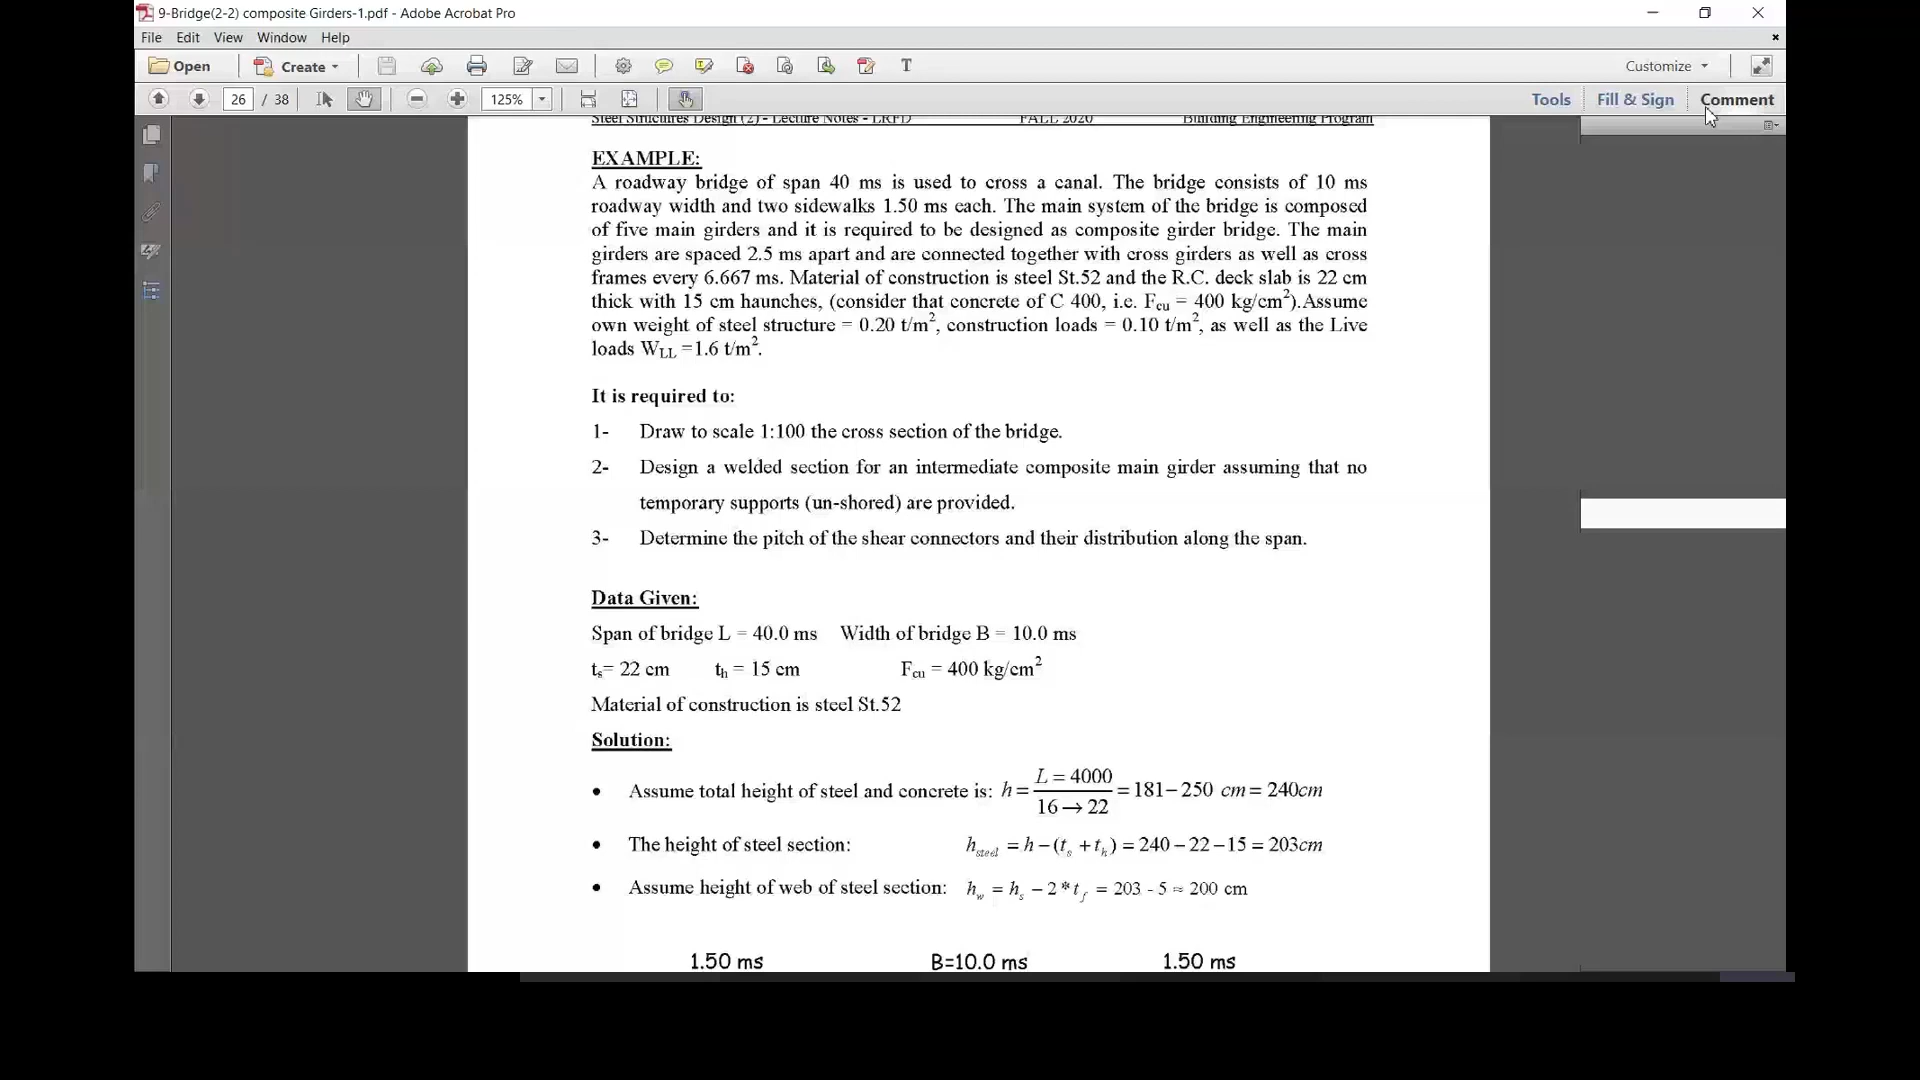 9-Bridge(2-2) composite Girders-1.pdf - Adobe Acrobat Pro
File Edit View Window Help
Open Create Customize
26 / 38 125% Tools Fill & Sign Comment
Steel Structures Design (2) - Lecture Notes - LRFD FALL 2020 Building Engineering Program
EXAMPLE:
A roadway bridge of span 40 ms is used to cross a canal. The bridge consists of 10 ms
roadway width and two sidewalks 1.50 ms each. The main system of the bridge is composed
of five main girders and it is required to be designed as composite girder bridge. The main
girders are spaced 2.5 ms apart and are connected together with cross girders as well as cross
frames every 6.667 ms. Material of construction is steel St.52 and the R.C. deck slab is 22 cm
thick with 15 cm haunches, (consider that concrete of C 400, i.e. Fcu = 400 kg/cm²).Assume
own weight of steel structure = 0.20 t/m², construction loads = 0.10 t/m², as well as the Live
loads WLL =1.6 t/m².
It is required to:
1- Draw to scale 1:100 the cross section of the bridge.
2- Design a welded section for an intermediate composite main girder assuming that no
temporary supports (un-shored) are provided.
3- Determine the pitch of the shear connectors and their distribution along the span.
Data Given:
Span of bridge L = 40.0 ms Width of bridge B = 10.0 ms
ts= 22 cm th = 15 cm Fcu = 400 kg/cm²
Material of construction is steel St.52
Solution:
• Assume total height of steel and concrete is: h = L = 4000 / 16 → 22 = 181 – 250 cm = 240cm
• The height of steel section: hsteel = h – (ts + th) = 240 – 22 – 15 = 203cm
• Assume height of web of steel section: hw = hs – 2 * tf = 203 - 5 ≈ 200 cm
1.50 ms B=10.0 ms 1.50 ms